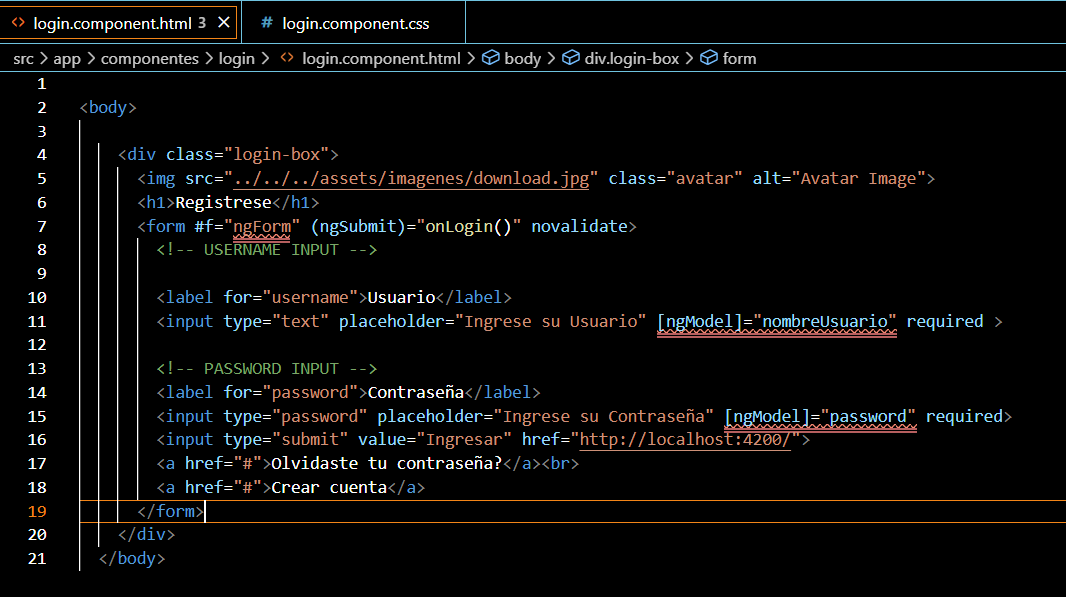 <> login.component.html 3 × # login.component.css
src > app > componentes > login > <> login.component.html > body > div.login-box > form
1
2 <body>
3
4 <div class="login-box">
5 <img src="../../../assets/imagenes/download.jpg" class="avatar" alt="Avatar Image">
6 <h1>Registrese</h1>
7 <form #f="ngForm" (ngSubmit)="onLogin()" novalidate>
8 <!-- USERNAME INPUT -->
9
10 <label for="username">Usuario</label>
11 <input type="text" placeholder="Ingrese su Usuario" [ngModel]="nombreUsuario" required >
12
13 <!-- PASSWORD INPUT -->
14 <label for="password">Contraseña</label>
15 <input type="password" placeholder="Ingrese su Contraseña" [ngModel]="password" required>
16 <input type="submit" value="Ingresar" href="http://localhost:4200/">
17 <a href="#">Olvidaste tu contraseña?</a><br>
18 <a href="#">Crear cuenta</a>
19 </form>
20 </div>
21 </body>